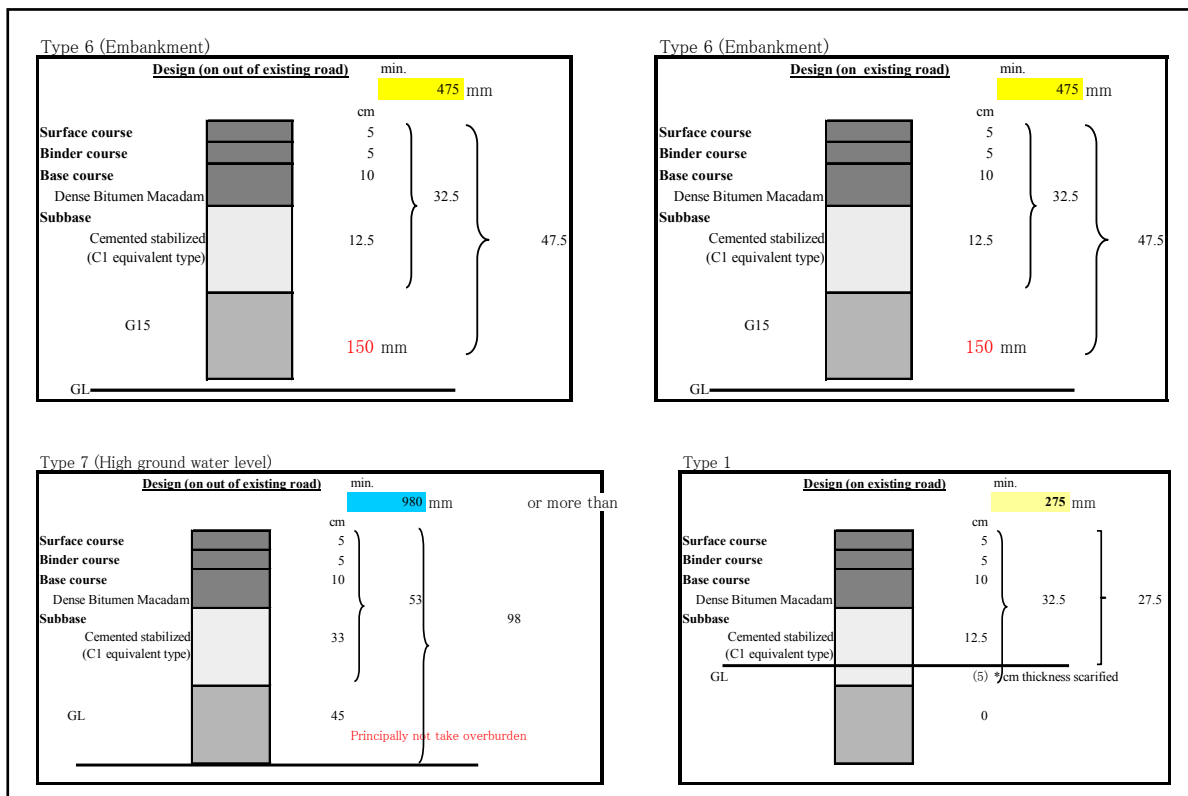 Type 6 (Embankment)
Design (on out of existing road) min.
475 mm
cm
Surface course 5
Binder course 5
Base course 10
Dense Bitumen Macadam 32.5
Subbase
Cemented stabilized 12.5 47.5
(C1 equivalent type)
G15
150 mm
GL
Type 6 (Embankment)
Design (on existing road) min.
475 mm
cm
Surface course 5
Binder course 5
Base course 10
Dense Bitumen Macadam 32.5
Subbase
Cemented stabilized 12.5 47.5
(C1 equivalent type)
G15
150 mm
GL
Type 7 (High ground water level)
Design (on out of existing road) min.
980 mm or more than
cm
Surface course 5
Binder course 5
Base course 10
Dense Bitumen Macadam 53
Subbase 98
Cemented stabilized 33
(C1 equivalent type)
GL 45
Principally not take overburden
Type 1
Design (on existing road) min.
275 mm
cm
Surface course 5
Binder course 5
Base course 10
Dense Bitumen Macadam 32.5 27.5
Subbase
Cemented stabilized 12.5
(C1 equivalent type)
GL (5) *cm thickness scarified
0